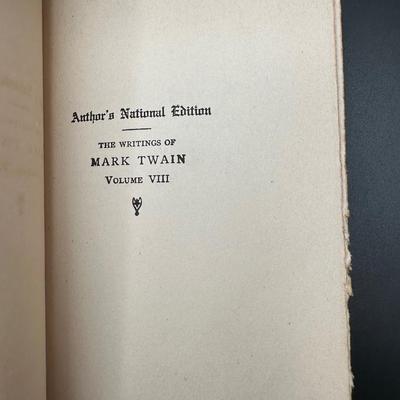 Author's National Edition
THE WRITINGS OF
MARK TWAIN
VOLUME VIII